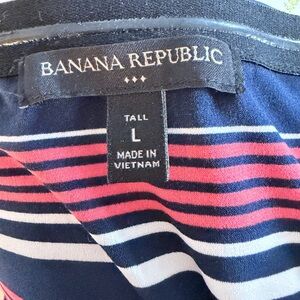 BANANA REPUBLIC
TALL
L
MADE IN
VIETNAM